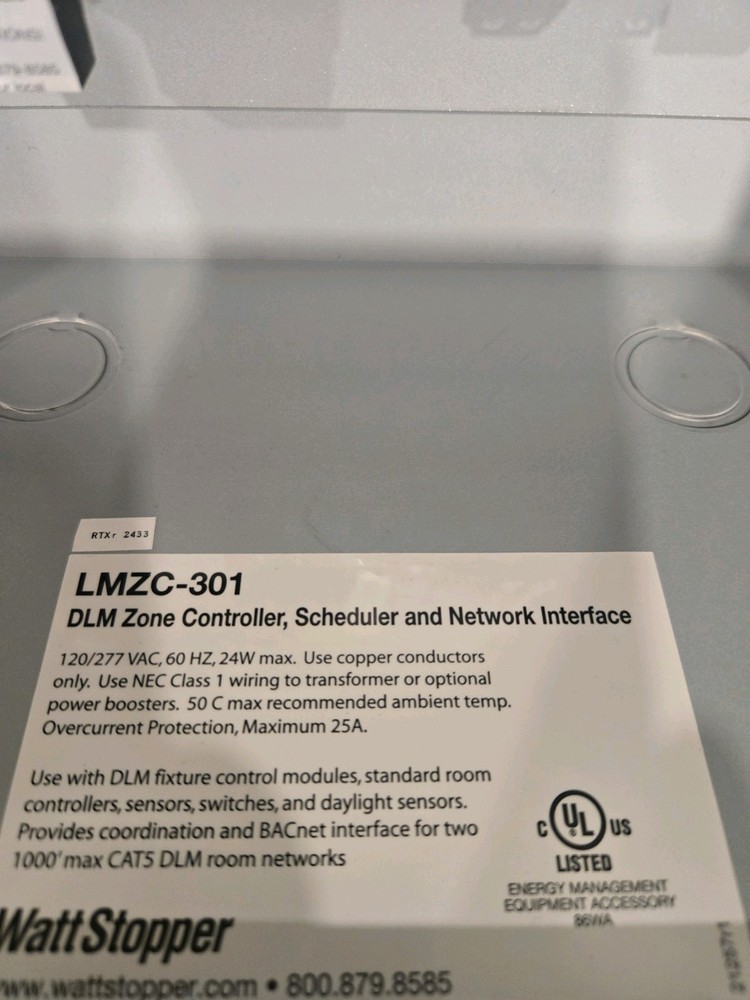 RTXr 2433
LMZC-301
DLM Zone Controller, Scheduler and Network Interface
120/277 VAC, 60 HZ, 24W max. Use copper conductors
only. Use NEC Class 1 wiring to transformer or optional
power boosters. 50 C max recommended ambient temp.
Overcurrent Protection, Maximum 25A.
Use with DLM fixture control modules, standard room
controllers, sensors, switches, and daylight sensors.
Provides coordination and BACnet interface for two
1000' max CAT5 DLM room networks
C UL US
LISTED
ENERGY MANAGEMENT
EQUIPMENT ACCESSORY
86WA
WattStopper
www.wattstopper.com • 800.879.8585